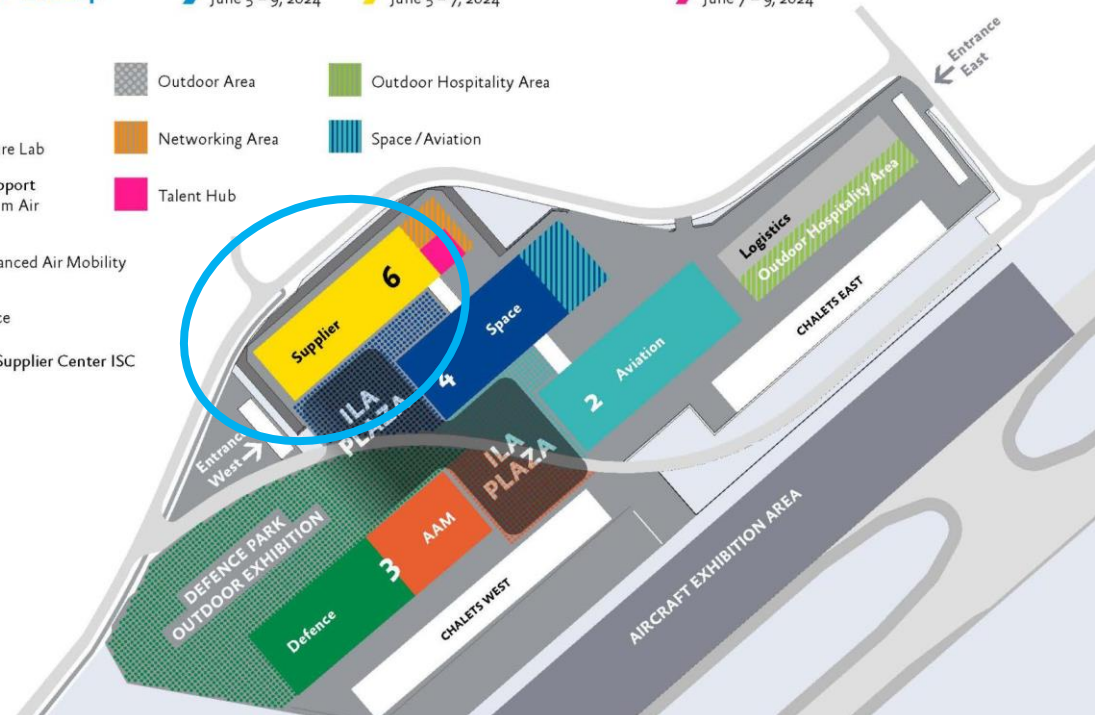 June 5 – 9, 2024
June 5 – 7, 2024
June 7 – 9, 2024
Outdoor Area
Outdoor Hospitality Area
Networking Area
Space / Aviation
Talent Hub
re Lab
pport
m Air
anced Air Mobility
ce
Supplier Center ISC
Entrance
East
Logistics
Outdoor Hospitality Area
CHALETS EAST
6
Supplier
Space
4
Aviation
2
ILA
PLAZA
ILA
PLAZA
Entrance
West
DEFENCE PARK
OUTDOOR EXHIBITION
AAM
3
Defence
CHALETS WEST
AIRCRAFT EXHIBITION AREA